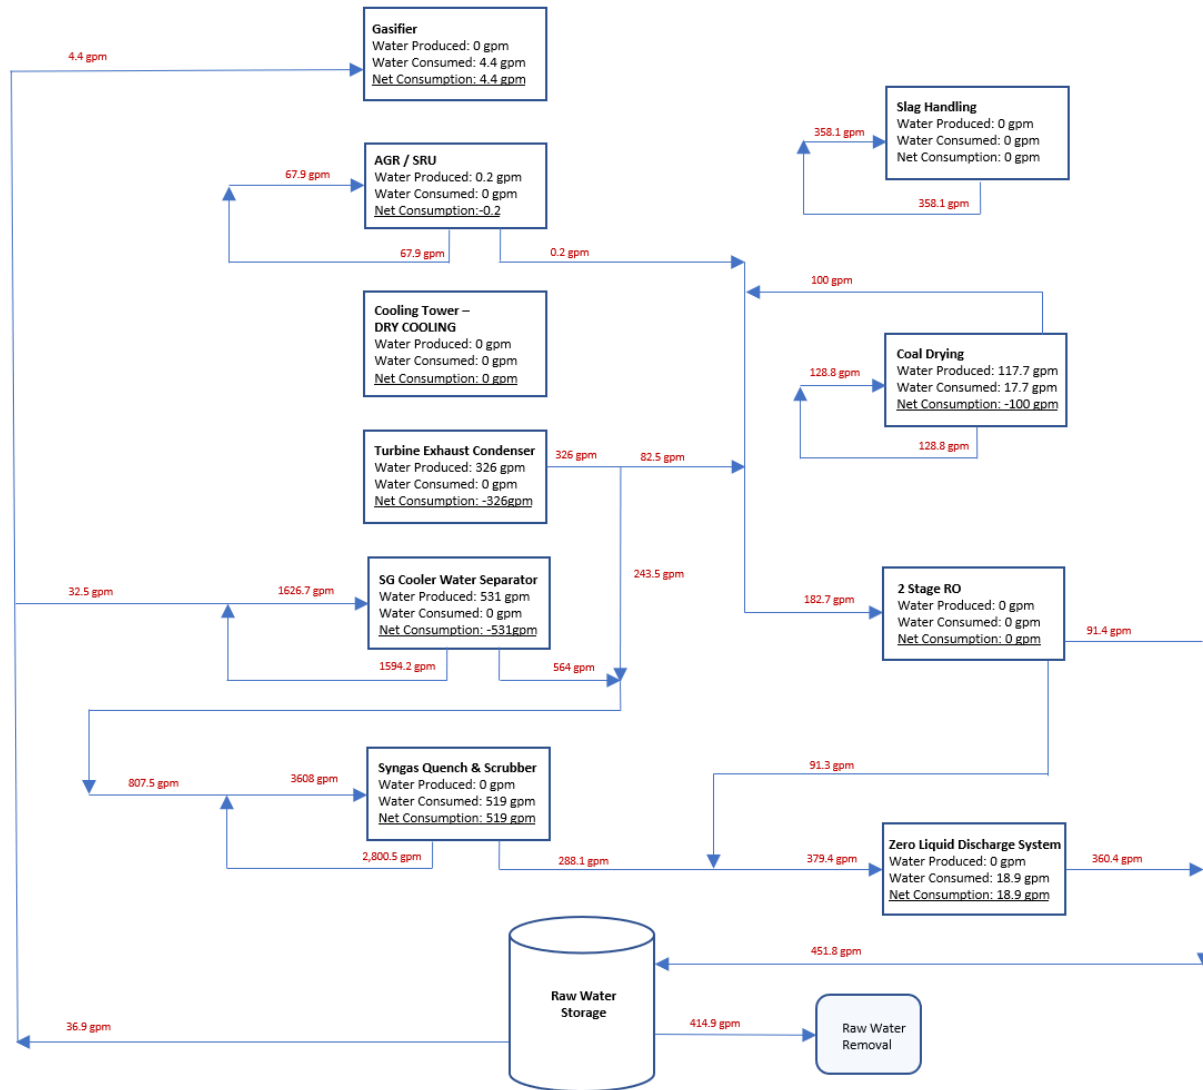 Gasifier
Water Produced: 0 gpm
Water Consumed: 4.4 gpm
Net Consumption: 4.4 gpm
4.4 gpm
Slag Handling
Water Produced: 0 gpm
Water Consumed: 0 gpm
Net Consumption: 0 gpm
358.1 gpm
358.1 gpm
AGR / SRU
Water Produced: 0.2 gpm
Water Consumed: 0 gpm
Net Consumption:-0.2
67.9 gpm
67.9 gpm
0.2 gpm
100 gpm
Cooling Tower –
DRY COOLING
Water Produced: 0 gpm
Water Consumed: 0 gpm
Net Consumption: 0 gpm
Coal Drying
Water Produced: 117.7 gpm
Water Consumed: 17.7 gpm
Net Consumption: -100 gpm
128.8 gpm
128.8 gpm
Turbine Exhaust Condenser
Water Produced: 326 gpm
Water Consumed: 0 gpm
Net Consumption: -326gpm
326 gpm
82.5 gpm
243.5 gpm
SG Cooler Water Separator
Water Produced: 531 gpm
Water Consumed: 0 gpm
Net Consumption: -531gpm
32.5 gpm
1626.7 gpm
1594.2 gpm
564 gpm
2 Stage RO
Water Produced: 0 gpm
Water Consumed: 0 gpm
Net Consumption: 0 gpm
182.7 gpm
91.4 gpm
91.3 gpm
Syngas Quench & Scrubber
Water Produced: 0 gpm
Water Consumed: 519 gpm
Net Consumption: 519 gpm
807.5 gpm
3608 gpm
2,800.5 gpm
288.1 gpm
379.4 gpm
Zero Liquid Discharge System
Water Produced: 0 gpm
Water Consumed: 18.9 gpm
Net Consumption: 18.9 gpm
360.4 gpm
451.8 gpm
Raw Water
Storage
36.9 gpm
414.9 gpm
Raw Water
Removal